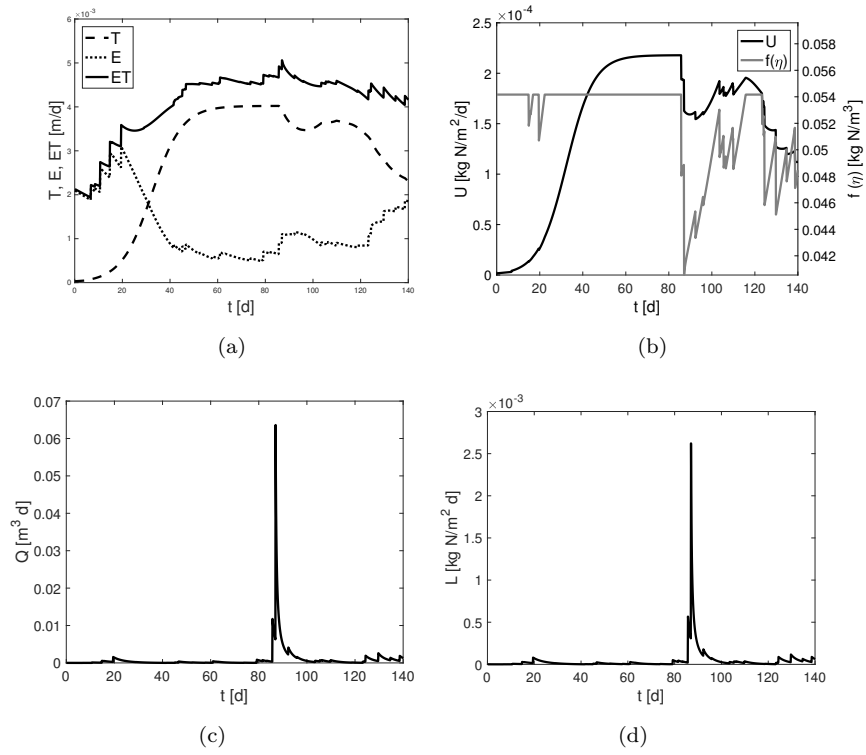 ×10⁻³
6
5
4
3
2
1
0
T, E, ET [m/d]
T
E
ET
0 20 40 60 80 100 120 140
t [d]
(a)
2.5 ×10⁻⁴
2
1.5
1
0.5
0
U [kg N/m²/d]
U
f(η)
0.058
0.056
0.054
0.052
0.05
0.048
0.046
0.044
0.042
f (η) [kg N/m³]
0 20 40 60 80 100 120 140
t [d]
(b)
0.07
0.06
0.05
0.04
0.03
0.02
0.01
0
Q [m³ d]
0 20 40 60 80 100 120 140
t [d]
(c)
×10⁻³
3
2.5
2
1.5
1
0.5
0
L [kg N/m² d]
0 20 40 60 80 100 120 140
t [d]
(d)